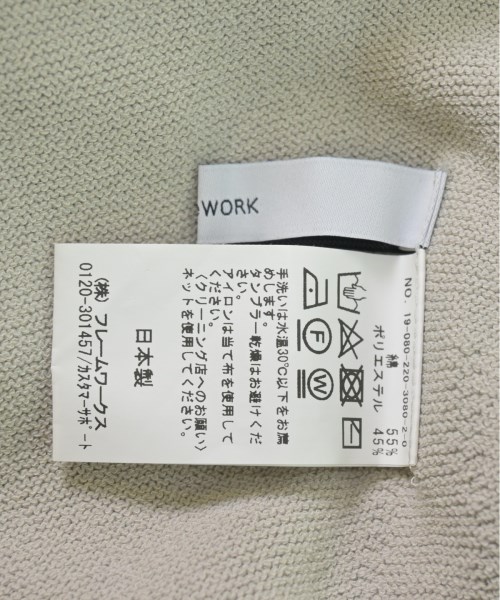 WORK
NO. 19-080-220-3080-2-0
綿 55%
ポリエステル 45%
F
W
手洗いは水温30℃以下をお薦
めします。
タンブラー乾燥はお避けくだ
さい。
アイロンは当て布を使用して
ください。
〈クリーニング店へのお願い〉
ネットを使用してください。
日本製
(株) フレームワークス
0120-301457/カスタマーサポート